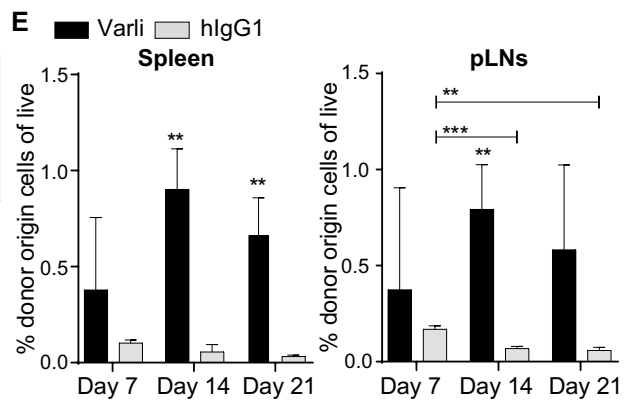 E
Varli hIgG1
Spleen
% donor origin cells of live
1.5
1.0
0.5
0.0
**
**
Day 7 Day 14 Day 21
pLNs
% donor origin cells of live
1.5
1.0
0.5
0.0
**
***
**
Day 7 Day 14 Day 21